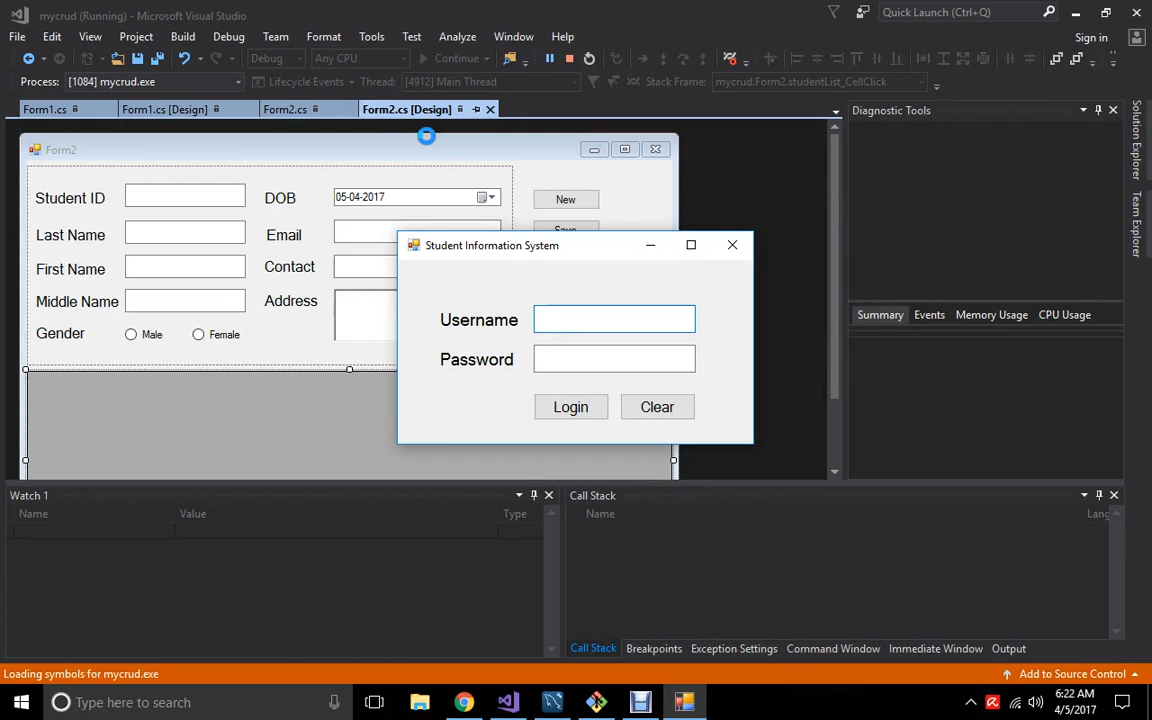 mycrud (Running) - Microsoft Visual Studio
Quick Launch (Ctrl+Q)
File Edit View Project Build Debug Team Format Tools Test Analyze Window Help
Sign in
Debug Any CPU Continue
Process: [1084] mycrud.exe Lifecycle Events Thread: [4912] Main Thread Stack Frame: mycrud.Form2.studentList_CellClick
Form1.cs Form1.cs [Design] Form2.cs Form2.cs [Design]
Diagnostic Tools
Solution Explorer
Team Explorer
Form2
Student ID
DOB 05-04-2017
New
Last Name
Email
Save
First Name
Contact
Middle Name
Address
Gender Male Female
Student Information System
Username
Password
Login Clear
Summary Events Memory Usage CPU Usage
Watch 1
Name Value Type
Call Stack
Name Lang
Call Stack Breakpoints Exception Settings Command Window Immediate Window Output
Loading symbols for mycrud.exe
Add to Source Control
Type here to search
6:22 AM
4/5/2017